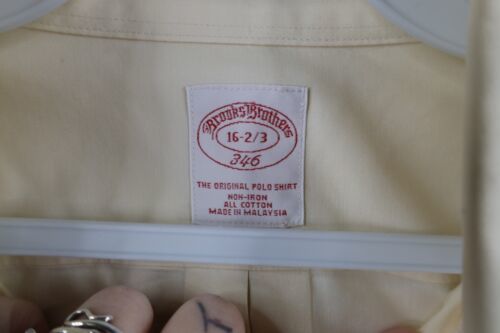 Brooks Brothers
16-2/3
346
THE ORIGINAL POLO SHIRT
NON-IRON
ALL COTTON
MADE IN MALAYSIA